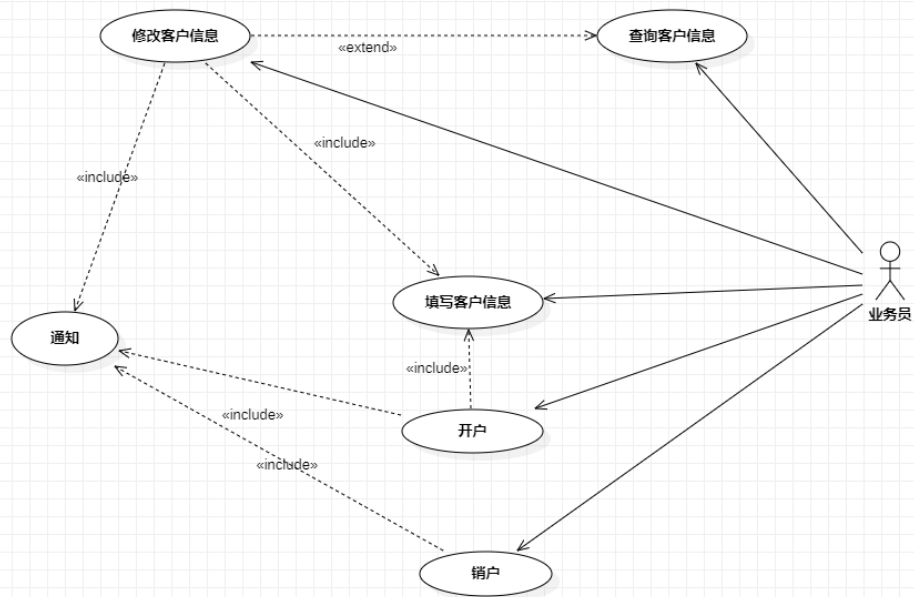 修改客户信息
查询客户信息
«extend»
«include»
«include»
填写客户信息
业务员
通知
«include»
«include»
开户
«include»
销户